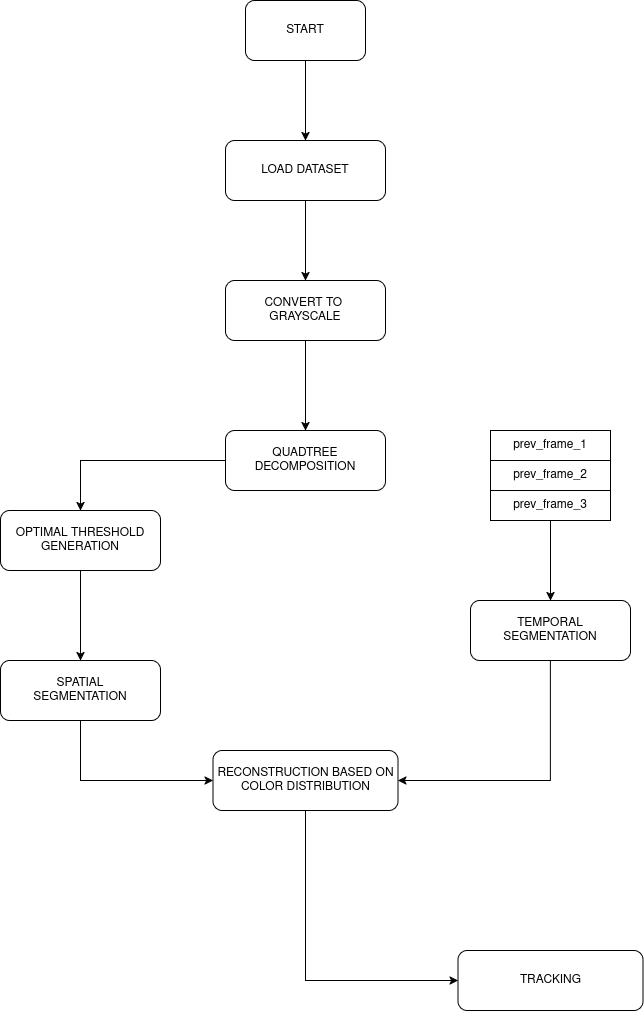 START
LOAD DATASET
CONVERT TO
GRAYSCALE
QUADTREE
DECOMPOSITION
prev_frame_1
prev_frame_2
prev_frame_3
OPTIMAL THRESHOLD
GENERATION
TEMPORAL
SEGMENTATION
SPATIAL
SEGMENTATION
RECONSTRUCTION BASED ON
COLOR DISTRIBUTION
TRACKING